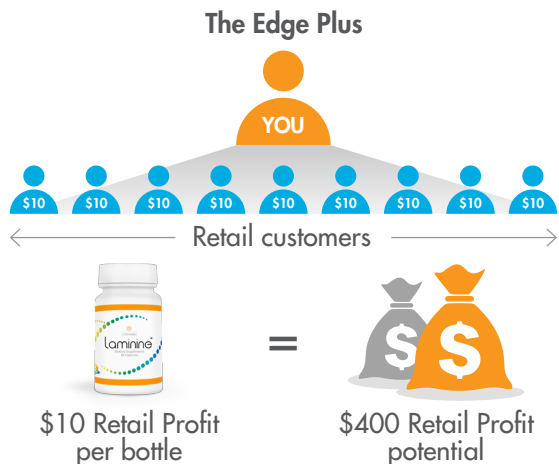 The Edge Plus
YOU
$10 $10 $10 $10 $10 $10 $10 $10 $10
Retail customers
Laminine
=
$ $
$10 Retail Profit
per bottle
$400 Retail Profit
potential